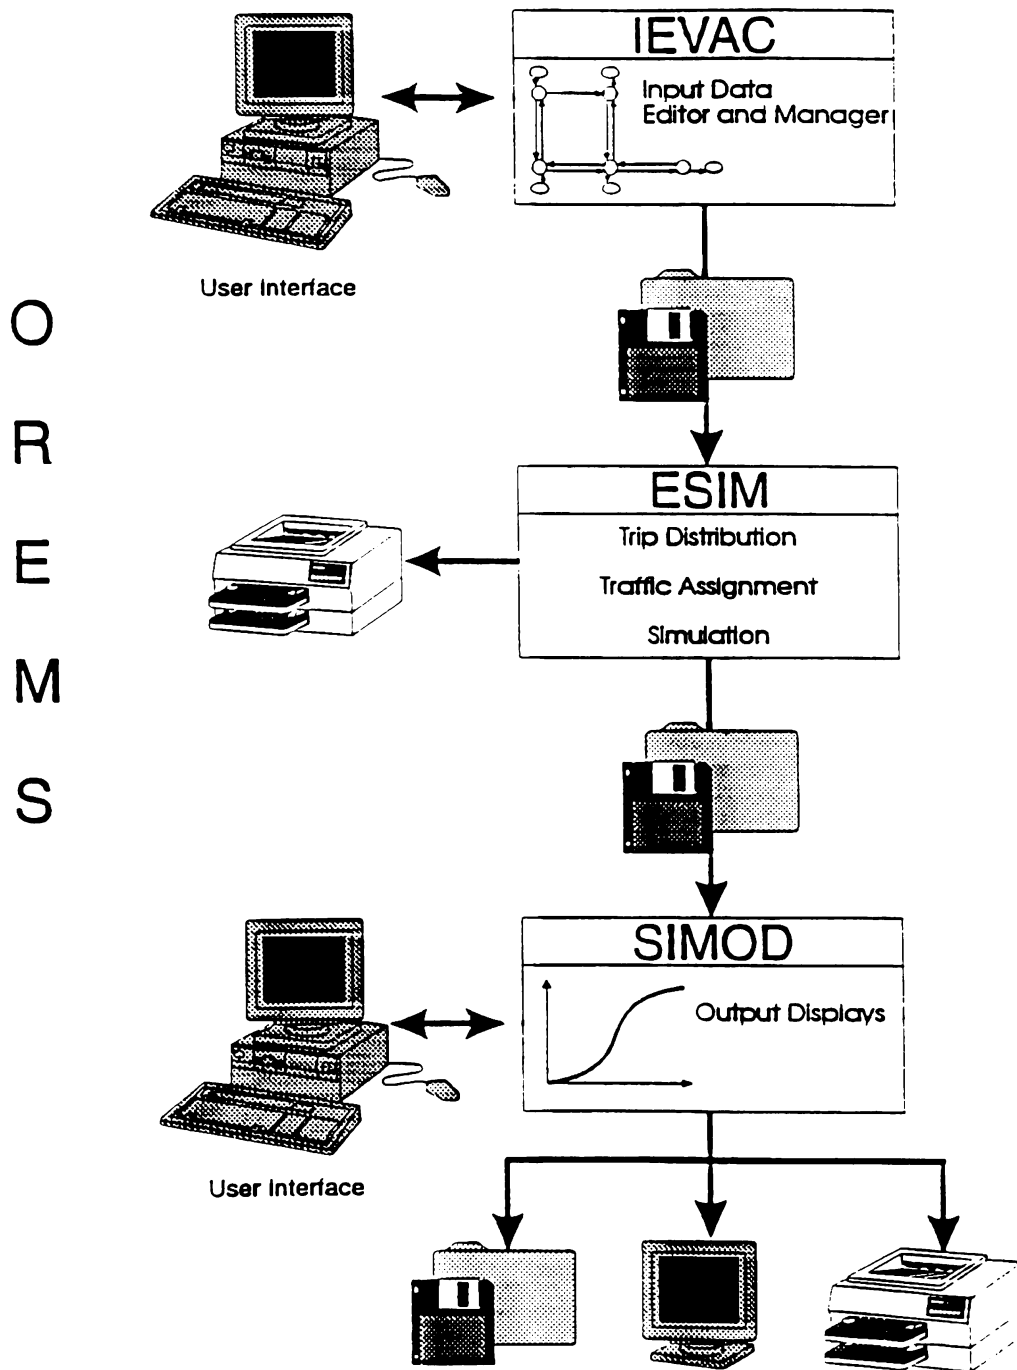 IEVAC
Input Data
Editor and Manager
User Interface
O
R
E
M
S
ESIM
Trip Distribution
Traffic Assignment
Simulation
SIMOD
Output Displays
User Interface